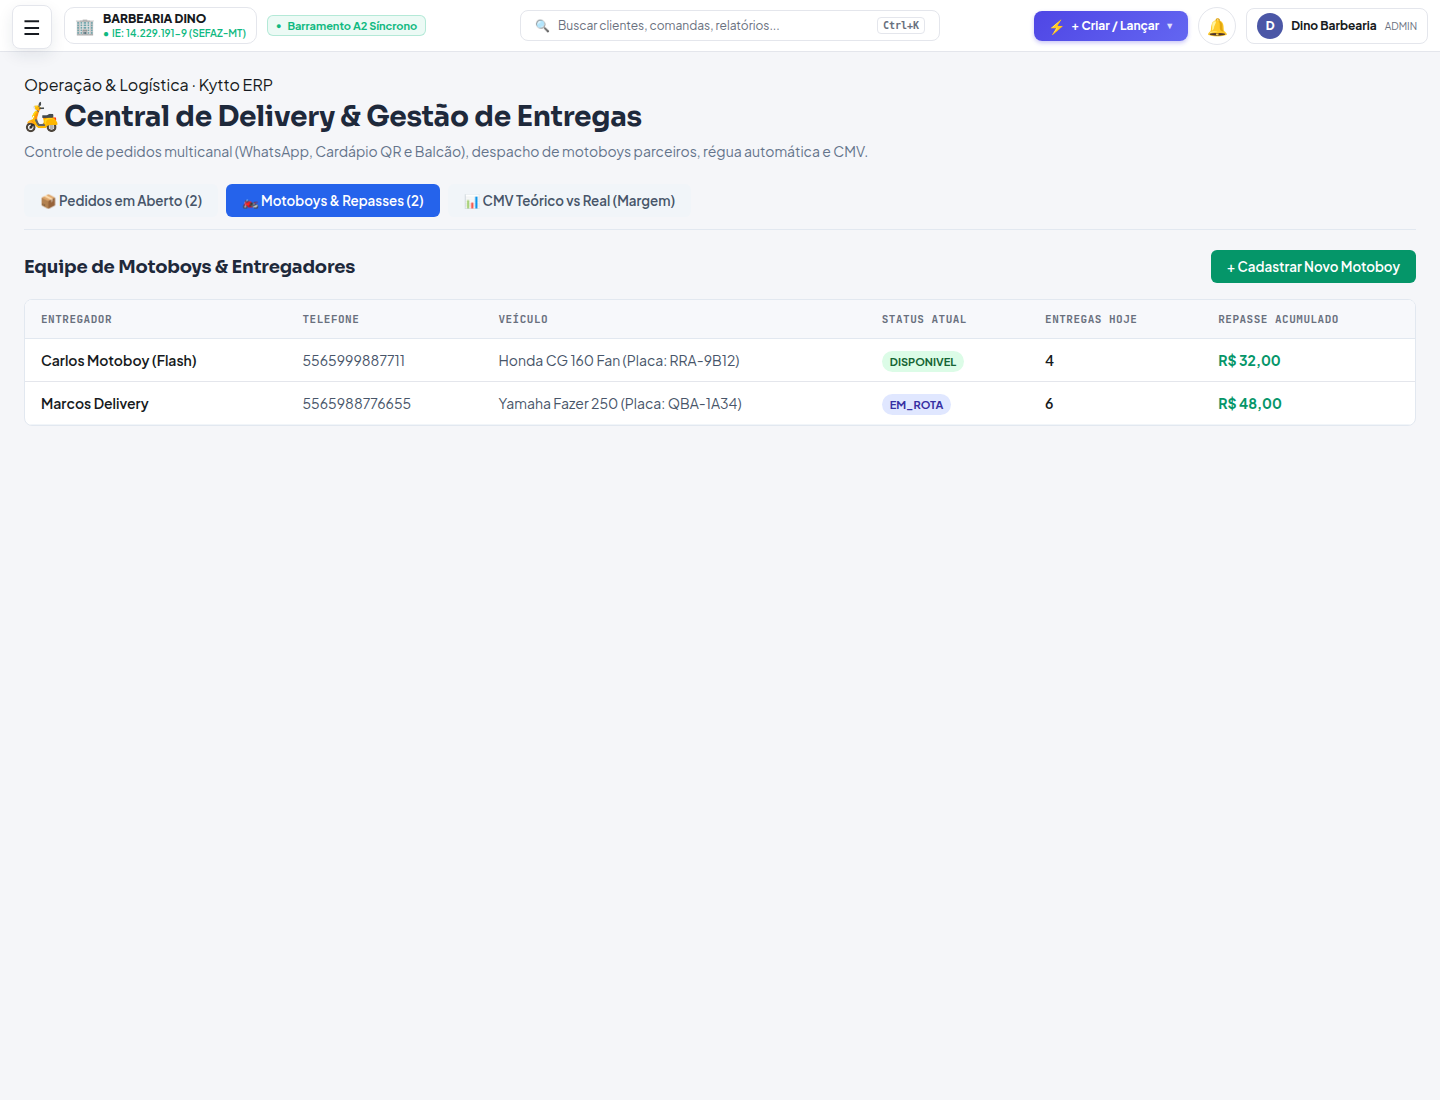 BARBEARIA DINO
● IE: 14.229.191-9 (SEFAZ-MT)
● Barramento A2 Síncrono
Buscar clientes, comandas, relatórios...
Ctrl+K
+ Criar / Lançar ▼
D
Dino Barbearia ADMIN
Operação & Logística · Kytto ERP
Central de Delivery & Gestão de Entregas
Controle de pedidos multicanal (WhatsApp, Cardápio QR e Balcão), despacho de motoboys parceiros, régua automática e CMV.
Pedidos em Aberto (2)
Motoboys & Repasses (2)
CMV Teórico vs Real (Margem)
Equipe de Motoboys & Entregadores
+ Cadastrar Novo Motoboy
ENTREGADOR TELEFONE VEÍCULO STATUS ATUAL ENTREGAS HOJE REPASSE ACUMULADO
Carlos Motoboy (Flash) 5565999887711 Honda CG 160 Fan (Placa: RRA-9B12) DISPONIVEL 4 R$ 32,00
Marcos Delivery 5565988776655 Yamaha Fazer 250 (Placa: QBA-1A34) EM_ROTA 6 R$ 48,00